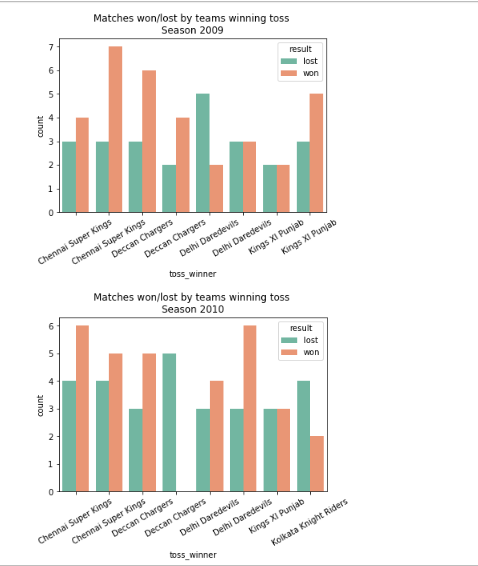 Matches won/lost by teams winning toss
Season 2009
result
lost
won
7
6
5
4
3
2
1
0
count
Chennai Super Kings
Chennai Super Kings
Deccan Chargers
Deccan Chargers
Delhi Daredevils
Delhi Daredevils
Kings XI Punjab
Kings XI Punjab
toss_winner
Matches won/lost by teams winning toss
Season 2010
result
lost
won
6
5
4
3
2
1
0
count
Chennai Super Kings
Chennai Super Kings
Deccan Chargers
Deccan Chargers
Delhi Daredevils
Delhi Daredevils
Kings XI Punjab
Kolkata Knight Riders
toss_winner